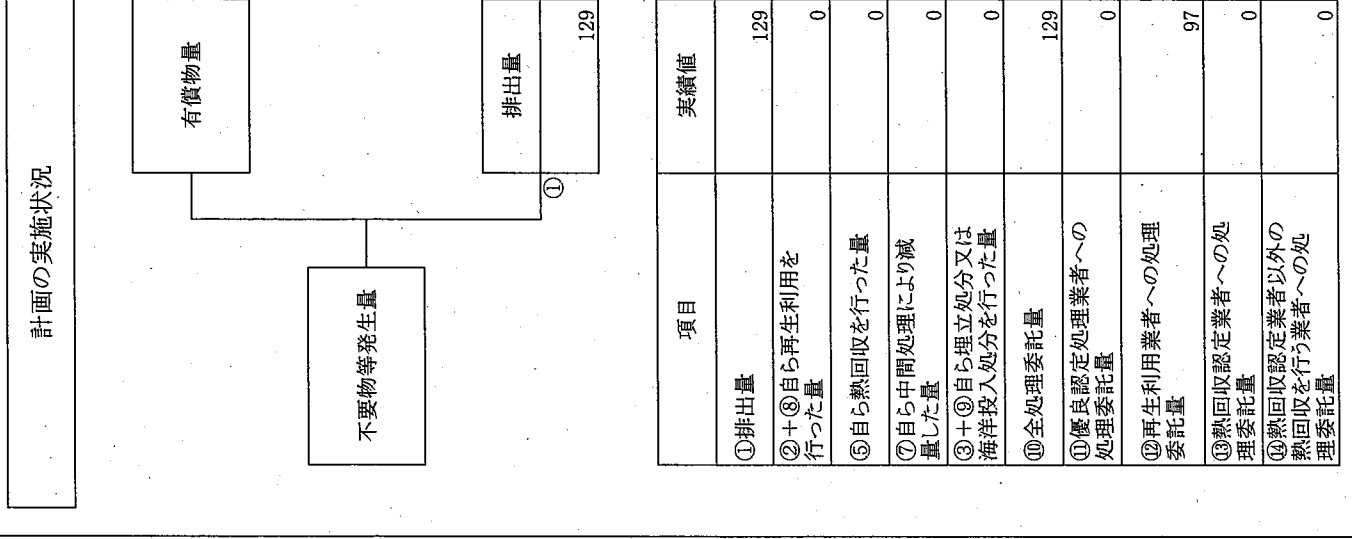 計画の実施状況
有償物量
不要物等発生量
排出量
①
129
項目
実績値
①排出量
129
②+⑧自ら再生利用を
行った量
0
⑤自ら熱回収を行った量
0
⑦自ら中間処理により減
量した量
0
③+⑨自ら埋立処分又は
海洋投入処分を行った量
0
⑩全処理委託量
129
⑪優良認定処理業者への
処理委託量
0
⑫再生利用業者への処理
委託量
97
⑬熱回収認定業者への処
理委託量
0
⑭熱回収認定業者以外の
熱回収を行う業者への処
理委託量
0